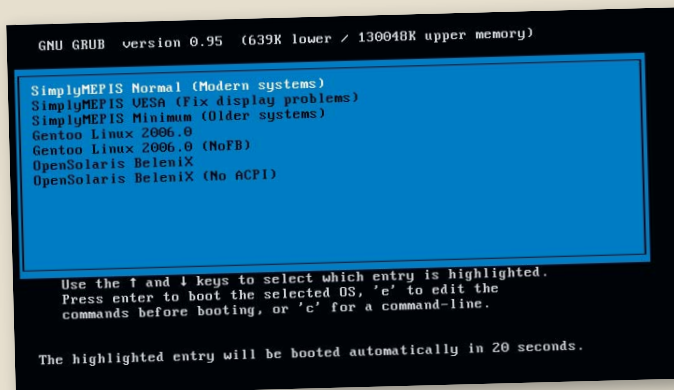 GNU GRUB version 0.95 (639K lower / 130048K upper memory)
SimplyMEPIS Normal (Modern systems)
SimplyMEPIS VESA (Fix display problems)
SimplyMEPIS Minimum (Older systems)
Gentoo Linux 2006.0
Gentoo Linux 2006.0 (NoFB)
OpenSolaris BeleniX
OpenSolaris BeleniX (No ACPI)
Use the ↑ and ↓ keys to select which entry is highlighted.
Press enter to boot the selected OS, 'e' to edit the
commands before booting, or 'c' for a command-line.
The highlighted entry will be booted automatically in 20 seconds.